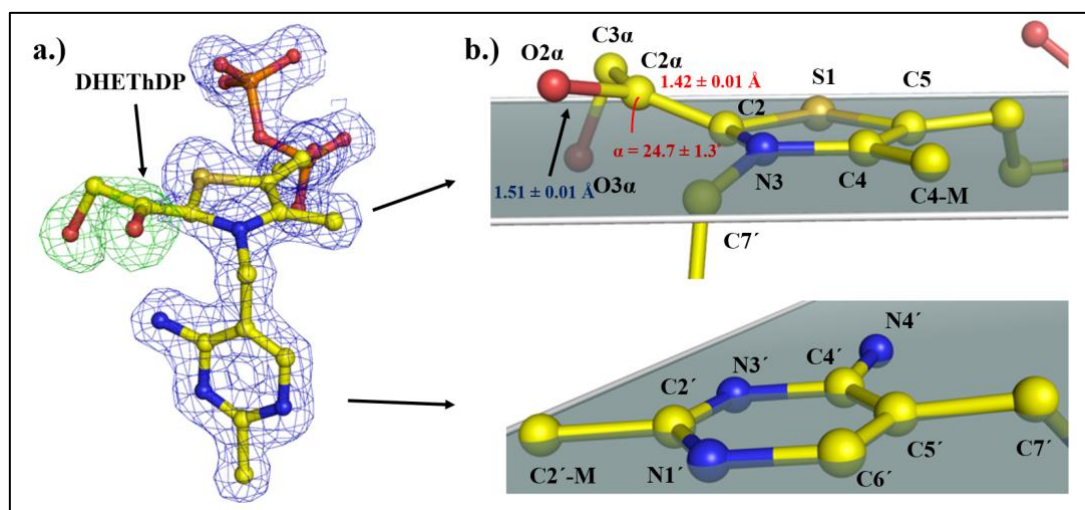 a.)
DHEThDP
b.)
C3α
O2α
C2α
1.42 ± 0.01 Å
S1
C5
C2
α = 24.7 ± 1.3°
O3α
N3
C4
1.51 ± 0.01 Å
C4-M
C7´
N4´
N3´
C4´
C2´
C2´-M
N1´
C6´
C5´
C7´